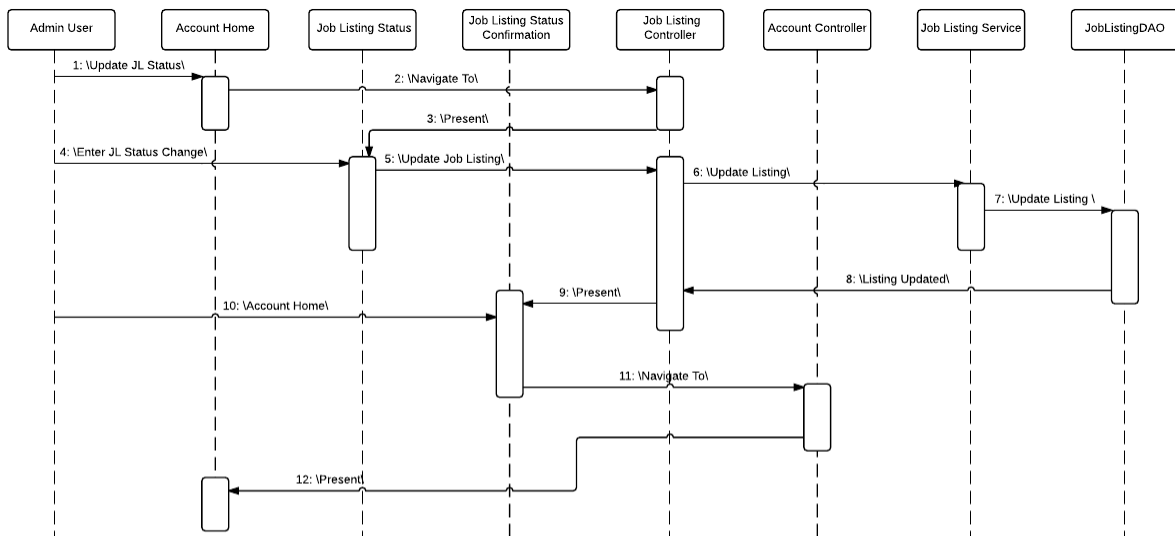 Admin User
Account Home
Job Listing Status
Job Listing Status
Confirmation
Job Listing
Controller
Account Controller
Job Listing Service
JobListingDAO
1: \Update JL Status\
2: \Navigate To\
3: \Present\
4: \Enter JL Status Change\
5: \Update Job Listing\
6: \Update Listing\
7: \Update Listing \
8: \Listing Updated\
9: \Present\
10: \Account Home\
11: \Navigate To\
12: \Present\